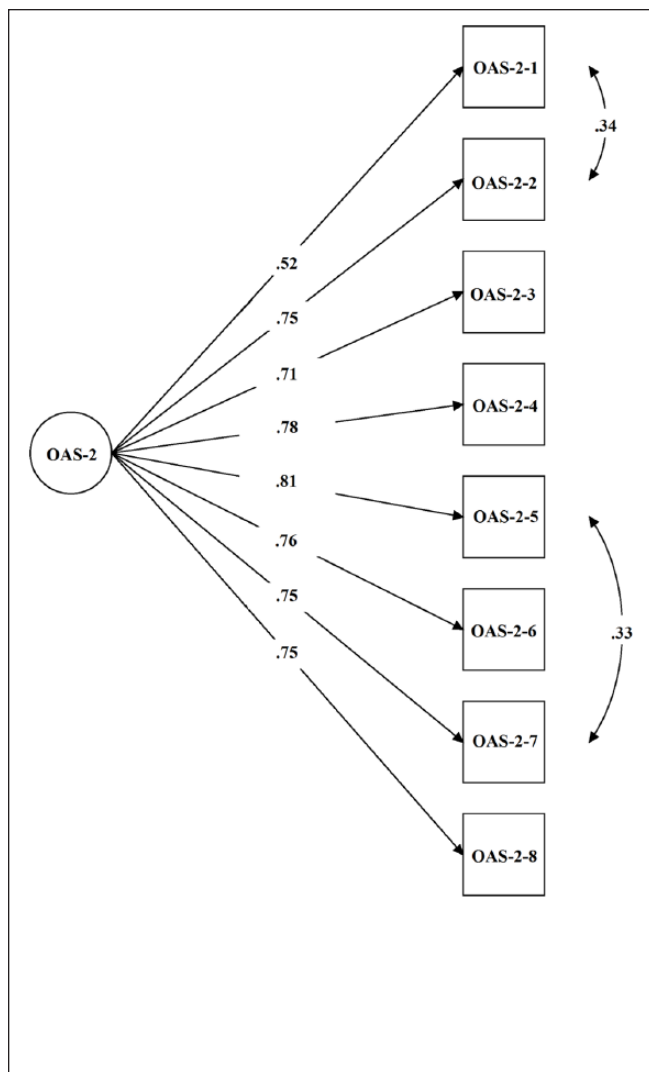 OAS-2-1
.34
OAS-2-2
.52
OAS-2-3
.75
.71
OAS-2-4
.78
OAS-2
.81
OAS-2-5
.76
.75
OAS-2-6
.33
.75
OAS-2-7
OAS-2-8